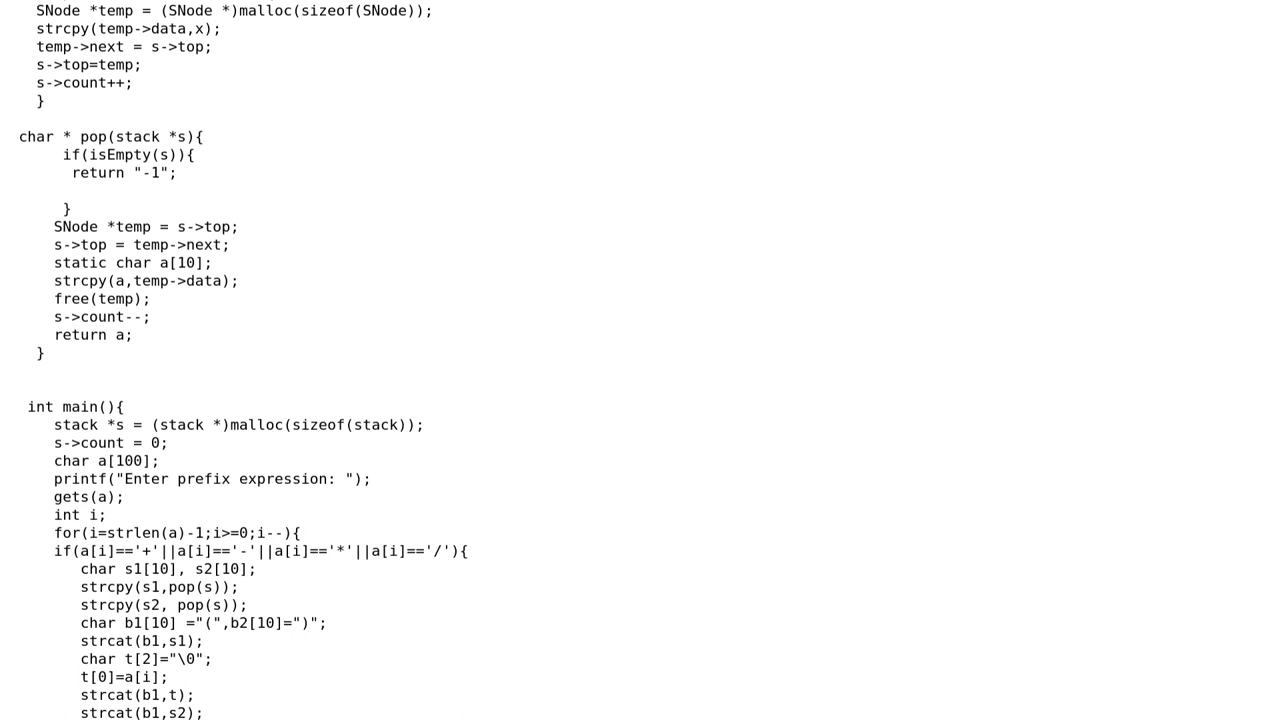 SNode *temp = (SNode *)malloc(sizeof(SNode));
strcpy(temp->data,x);
temp->next = s->top;
s->top=temp;
s->count++;
}
char * pop(stack *s){
if(isEmpty(s)){
return "-1";
}
SNode *temp = s->top;
s->top = temp->next;
static char a[10];
strcpy(a,temp->data);
free(temp);
s->count--;
return a;
}
int main(){
stack *s = (stack *)malloc(sizeof(stack));
s->count = 0;
char a[100];
printf("Enter prefix expression: ");
gets(a);
int i;
for(i=strlen(a)-1;i>=0;i--){
if(a[i]=='+'||a[i]=='-'||a[i]=='*'||a[i]=='/'){
char s1[10], s2[10];
strcpy(s1,pop(s));
strcpy(s2, pop(s));
char b1[10] ="(",b2[10]=")";
strcat(b1,s1);
char t[2]="\0";
t[0]=a[i];
strcat(b1,t);
strcat(b1,s2);